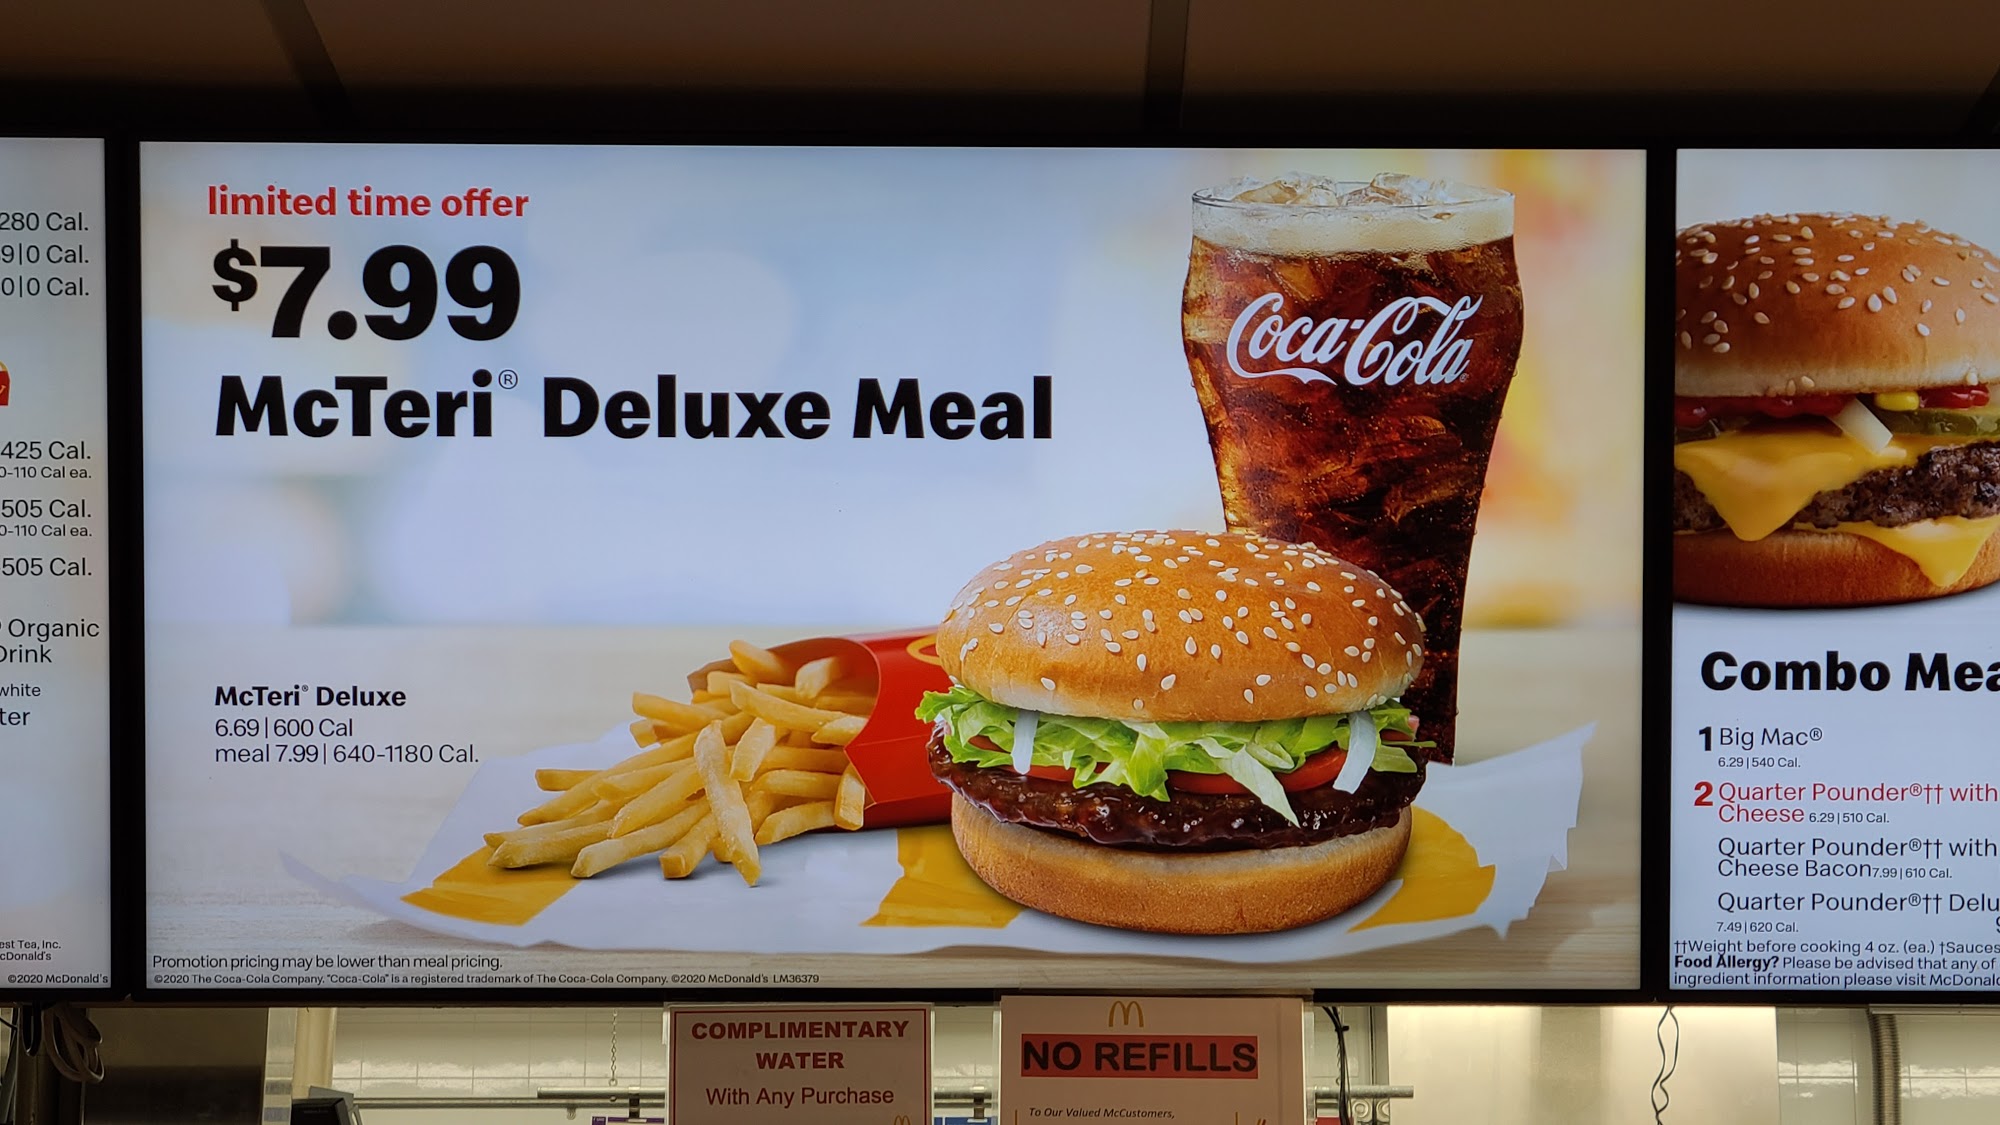 280 Cal.
9|0 Cal.
0|0 Cal.
425 Cal.
0-110 Cal ea.
505 Cal.
0-110 Cal ea.
505 Cal.
Organic
Drink
white
ter
est Tea, Inc.
cDonald's
©2020 McDonald's
limited time offer
$7.99
McTeri® Deluxe Meal
Coca-Cola
McTeri® Deluxe
6.69|600 Cal
meal 7.99|640-1180 Cal.
Promotion pricing may be lower than meal pricing.
©2020 The Coca-Cola Company. "Coca-Cola" is a registered trademark of The Coca-Cola Company. ©2020 McDonald's LM36379
Combo Mea
1 Big Mac®
6.29|540 Cal.
2 Quarter Pounder®†† with
Cheese 6.29|510 Cal.
Quarter Pounder®†† with
Cheese Bacon 7.99|610 Cal.
Quarter Pounder®†† Delu
7.49|620 Cal.
††Weight before cooking 4 oz. (ea.) †Sauces
Food Allergy? Please be advised that any of
ingredient information please visit McDonald
COMPLIMENTARY
WATER
With Any Purchase
NO REFILLS
To Our Valued McCustomers,